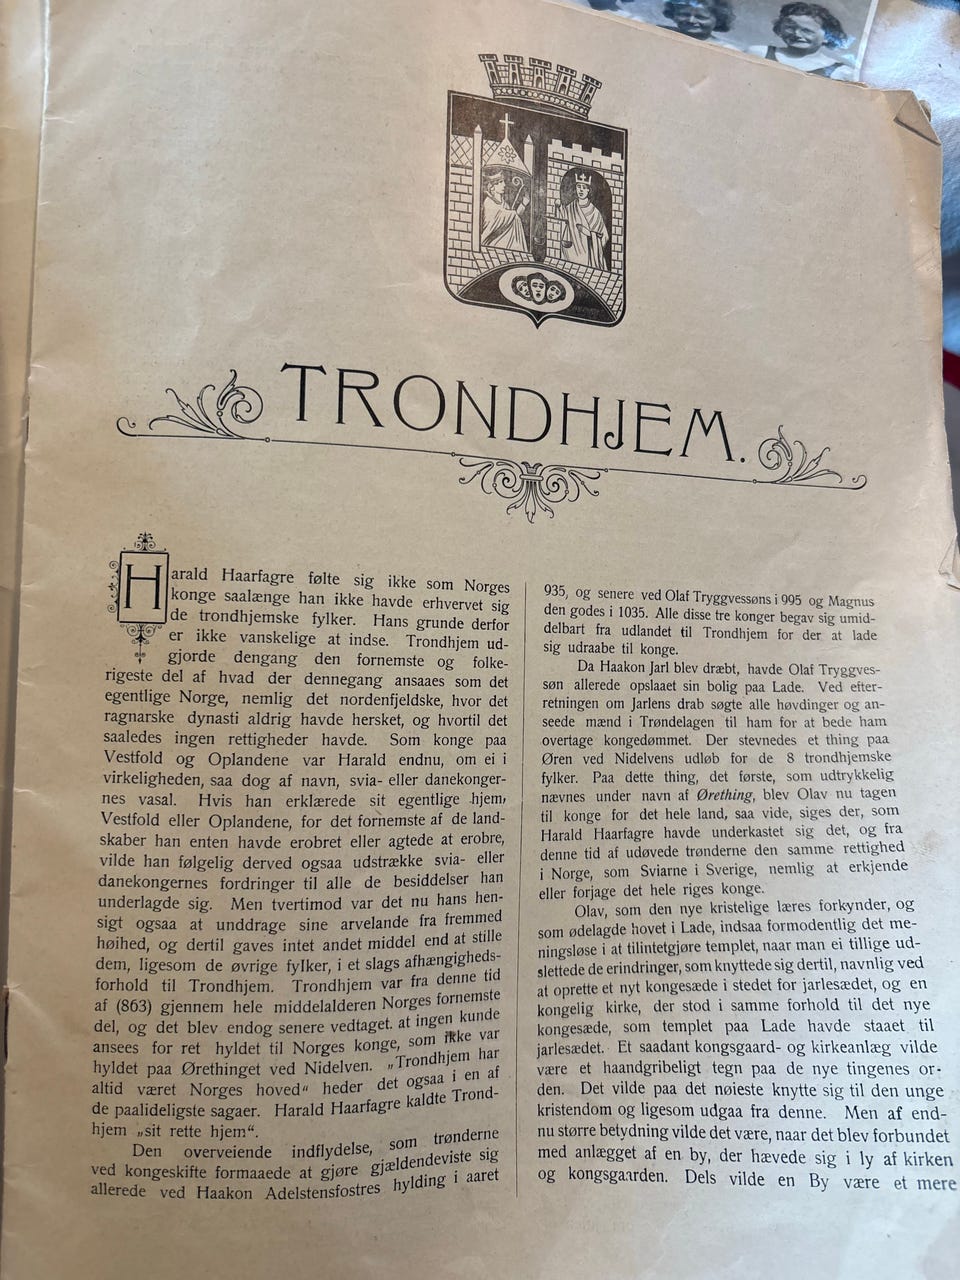 TRONDHJEM.
Harald Haarfagre følte sig ikke som Norges
konge saalænge han ikke havde erhvervet sig
de trondhjemske fylker. Hans grunde derfor
er ikke vanskelige at indse. Trondhjem ud-
gjorde dengang den fornemste og folke-
rigeste del af hvad der dennegang ansaaes som det
egentlige Norge, nemlig det nordenfjeldske, hvor det
ragnarske dynasti aldrig havde hersket, og hvortil det
saaledes ingen rettigheder havde. Som konge paa
Vestfold og Oplandene var Harald endnu, om ei i
virkeligheden, saa dog af navn, svia- eller danekonger-
nes vasal. Hvis han erklærede sit egentlige hjem,
Vestfold eller Oplandene, for det fornemste af de land-
skaber han enten havde erobret eller agtede at erobre,
vilde han følgelig derved ogsaa udstrække svia- eller
danekongernes fordringer til alle de besiddelser han
underlagde sig. Men tvertimod var det nu hans hen-
sigt ogsaa at unddrage sine arvelande fra fremmed
høihed, og dertil gaves intet andet middel end at stille
dem, ligesom de øvrige fylker, i et slags afhængigheds-
forhold til Trondhjem. Trondhjem var fra denne tid
af (863) gjennem hele middelalderen Norges fornemste
del, og det blev endog senere vedtaget. at ingen kunde
ansees for ret hyldet til Norges konge, som ikke var
hyldet paa Ørethinget ved Nidelven. „Trondhjem har
altid været Norges hoved“ heder det ogsaa i en af
de paalideligste sagaer. Harald Haarfagre kaldte Trond-
hjem „sit rette hjem“.
Den overveiende indflydelse, som trønderne
ved kongeskifte formaaede at gjøre gjældendeviste sig
allerede ved Haakon Adelstensfostres hylding i aaret
935, og senere ved Olaf Tryggvessøns i 995 og Magnus
den godes i 1035. Alle disse tre konger begav sig umid-
delbart fra udlandet til Trondhjem for der at lade
sig udraabe til konge.
Da Haakon Jarl blev dræbt, havde Olaf Tryggves-
søn allerede opslaaet sin bolig paa Lade. Ved efter-
retningen om Jarlens drab søgte alle høvdinger og an-
seede mænd i Trøndelagen til ham for at bede ham
overtage kongedømmet. Der stevnedes et thing paa
Øren ved Nidelvens udløb for de 8 trondhjemske
fylker. Paa dette thing, det første, som udtrykkelig
nævnes under navn af Ørething, blev Olav nu tagen
til konge for det hele land, saa vide, siges der, som
Harald Haarfagre havde underkastet sig det, og fra
denne tid af udøvede trønderne den samme rettighed
i Norge, som Sviarne i Sverige, nemlig at erkjende
eller forjage det hele riges konge.
Olav, som den nye kristelige læres forkynder, og
som ødelagde hovet i Lade, indsaa formodentlig det me-
ningsløse i at tilintetgjøre templet, naar man ei tillige ud-
slettede de erindringer, som knyttede sig dertil, navnlig ved
at oprette et nyt kongesæde i stedet for jarlesædet, og en
kongelig kirke, der stod i samme forhold til det nye
kongesæde, som templet paa Lade havde staaet til
jarlesædet. Et saadant kongsgaard- og kirkeanlæg vilde
være et haandgribeligt tegn paa de nye tingenes or-
den. Det vilde paa det nøieste knytte sig til den unge
kristendom og ligesom udgaa fra denne. Men af end-
nu større betydning vilde det være, naar det blev forbundet
med anlægget af en by, der hævede sig i ly af kirken
og kongsgaarden. Dels vilde en By være et mere